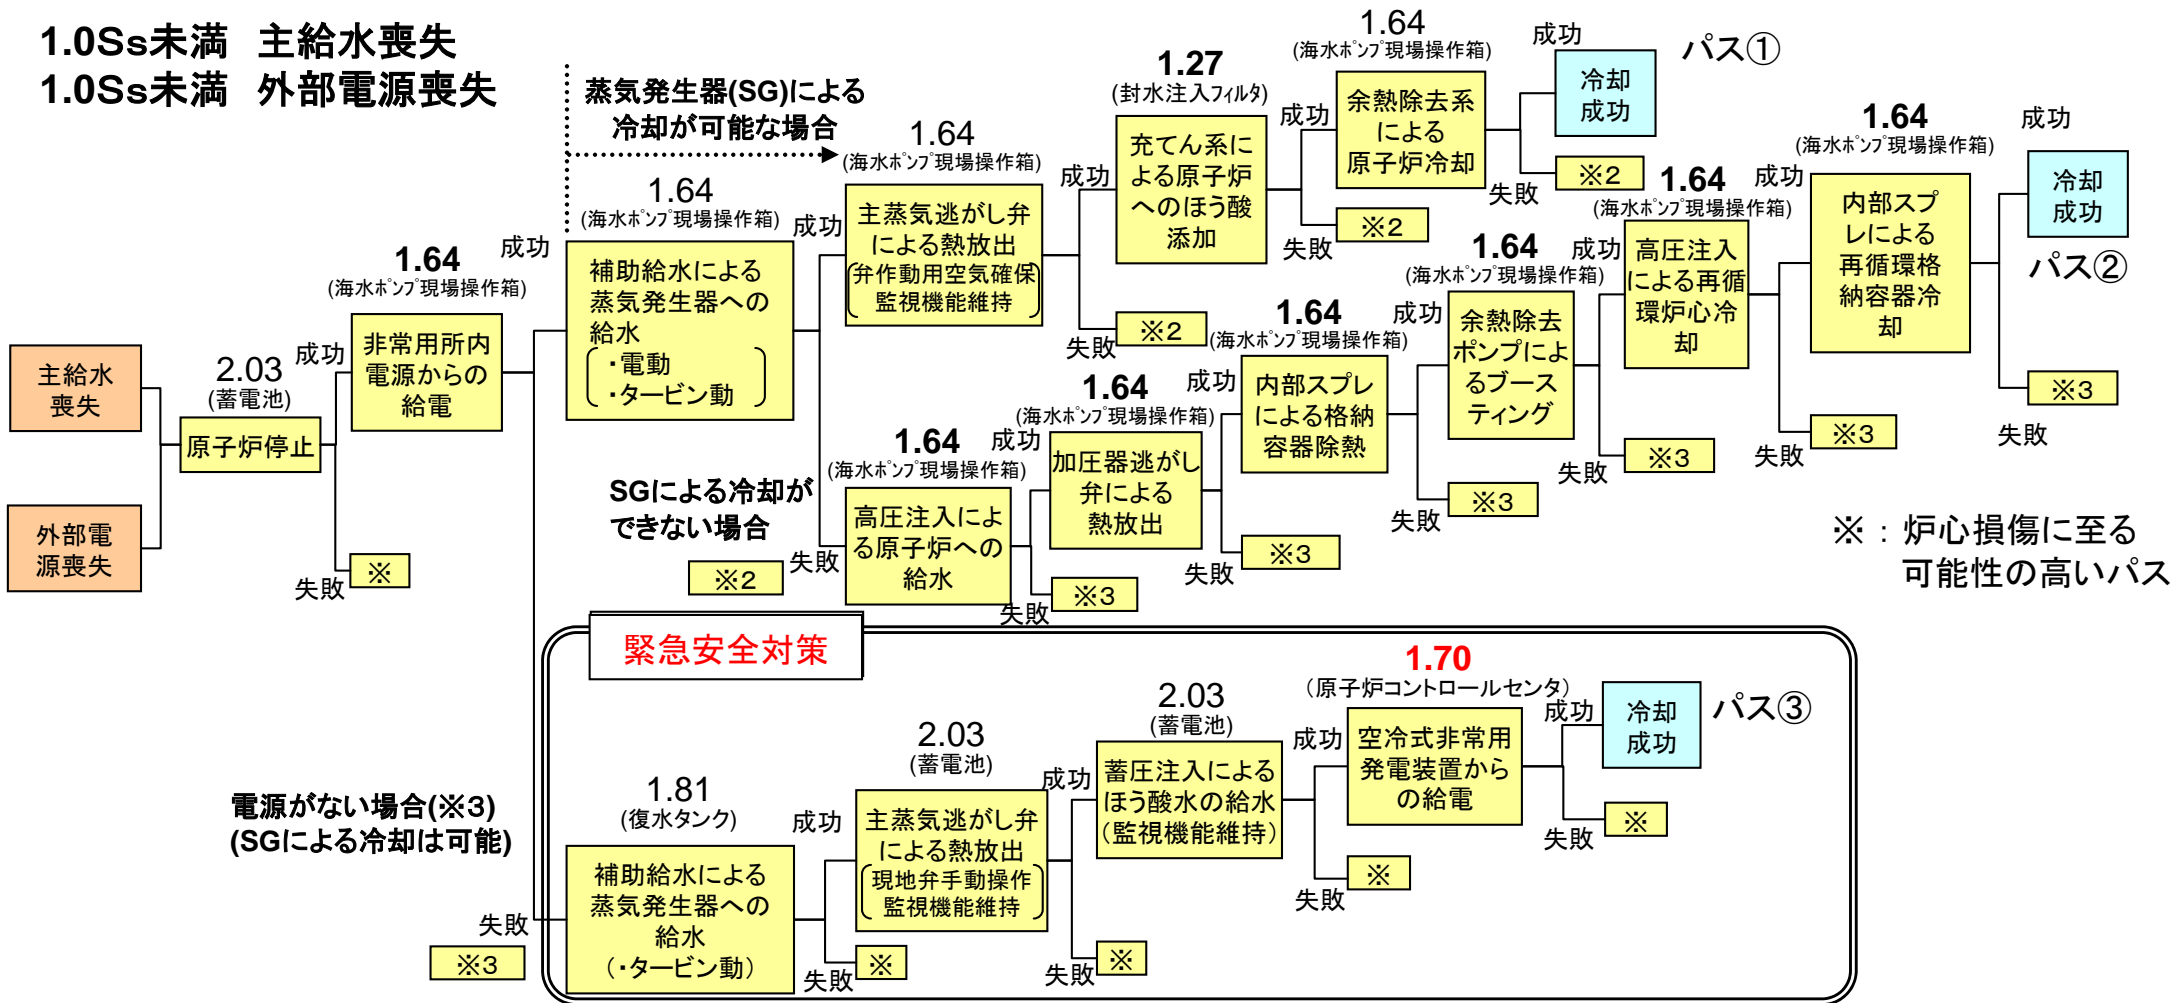 1.0Ss未満 主給水喪失
1.0Ss未満 外部電源喪失
蒸気発生器(SG)による
冷却が可能な場合
主給水
喪失
外部電
源喪失
2.03
(蓄電池)
原子炉停止
成功
失敗
※
1.64
(海水ﾎﾟﾝﾌﾟ現場操作箱)
非常用所内
電源からの
給電
成功
失敗
※3
1.64
(海水ﾎﾟﾝﾌﾟ現場操作箱)
補助給水による
蒸気発生器への
給水
・電動
・タービン動
成功
失敗
※2
1.64
(海水ﾎﾟﾝﾌﾟ現場操作箱)
主蒸気逃がし弁
による熱放出
弁作動用空気確保
監視機能維持
成功
失敗
※2
1.27
(封水注入ﾌｨﾙﾀ)
充てん系に
よる原子炉
へのほう酸
添加
成功
失敗
※2
1.64
(海水ﾎﾟﾝﾌﾟ現場操作箱)
余熱除去系
による
原子炉冷却
成功
失敗
※2
冷却
成功
パス①
SGによる冷却が
できない場合
1.64
(海水ﾎﾟﾝﾌﾟ現場操作箱)
高圧注入によ
る原子炉への
給水
成功
失敗
※3
1.64
(海水ﾎﾟﾝﾌﾟ現場操作箱)
加圧器逃がし
弁による
熱放出
成功
失敗
※3
1.64
(海水ﾎﾟﾝﾌﾟ現場操作箱)
内部スプレ
による格納
容器除熱
成功
失敗
※3
1.64
(海水ﾎﾟﾝﾌﾟ現場操作箱)
余熱除去
ポンプによ
るブース
ティング
成功
失敗
※3
1.64
(海水ﾎﾟﾝﾌﾟ現場操作箱)
高圧注入
による再循
環炉心冷
却
成功
失敗
※3
1.64
(海水ﾎﾟﾝﾌﾟ現場操作箱)
内部スプ
レによる
再循環格
納容器冷
却
成功
失敗
※3
冷却
成功
パス②
※：炉心損傷に至る
可能性の高いパス
緊急安全対策
電源がない場合(※3)
(SGによる冷却は可能)
1.81
(復水タンク)
補助給水による
蒸気発生器への
給水
(・タービン動)
成功
失敗
※
2.03
(蓄電池)
主蒸気逃がし弁
による熱放出
現地弁手動操作
監視機能維持
成功
失敗
※
2.03
(蓄電池)
蓄圧注入による
ほう酸水の給水
(監視機能維持)
成功
失敗
※
1.70
(原子炉コントロールセンタ)
空冷式非常用
発電装置から
の給電
成功
失敗
※
冷却
成功
パス③